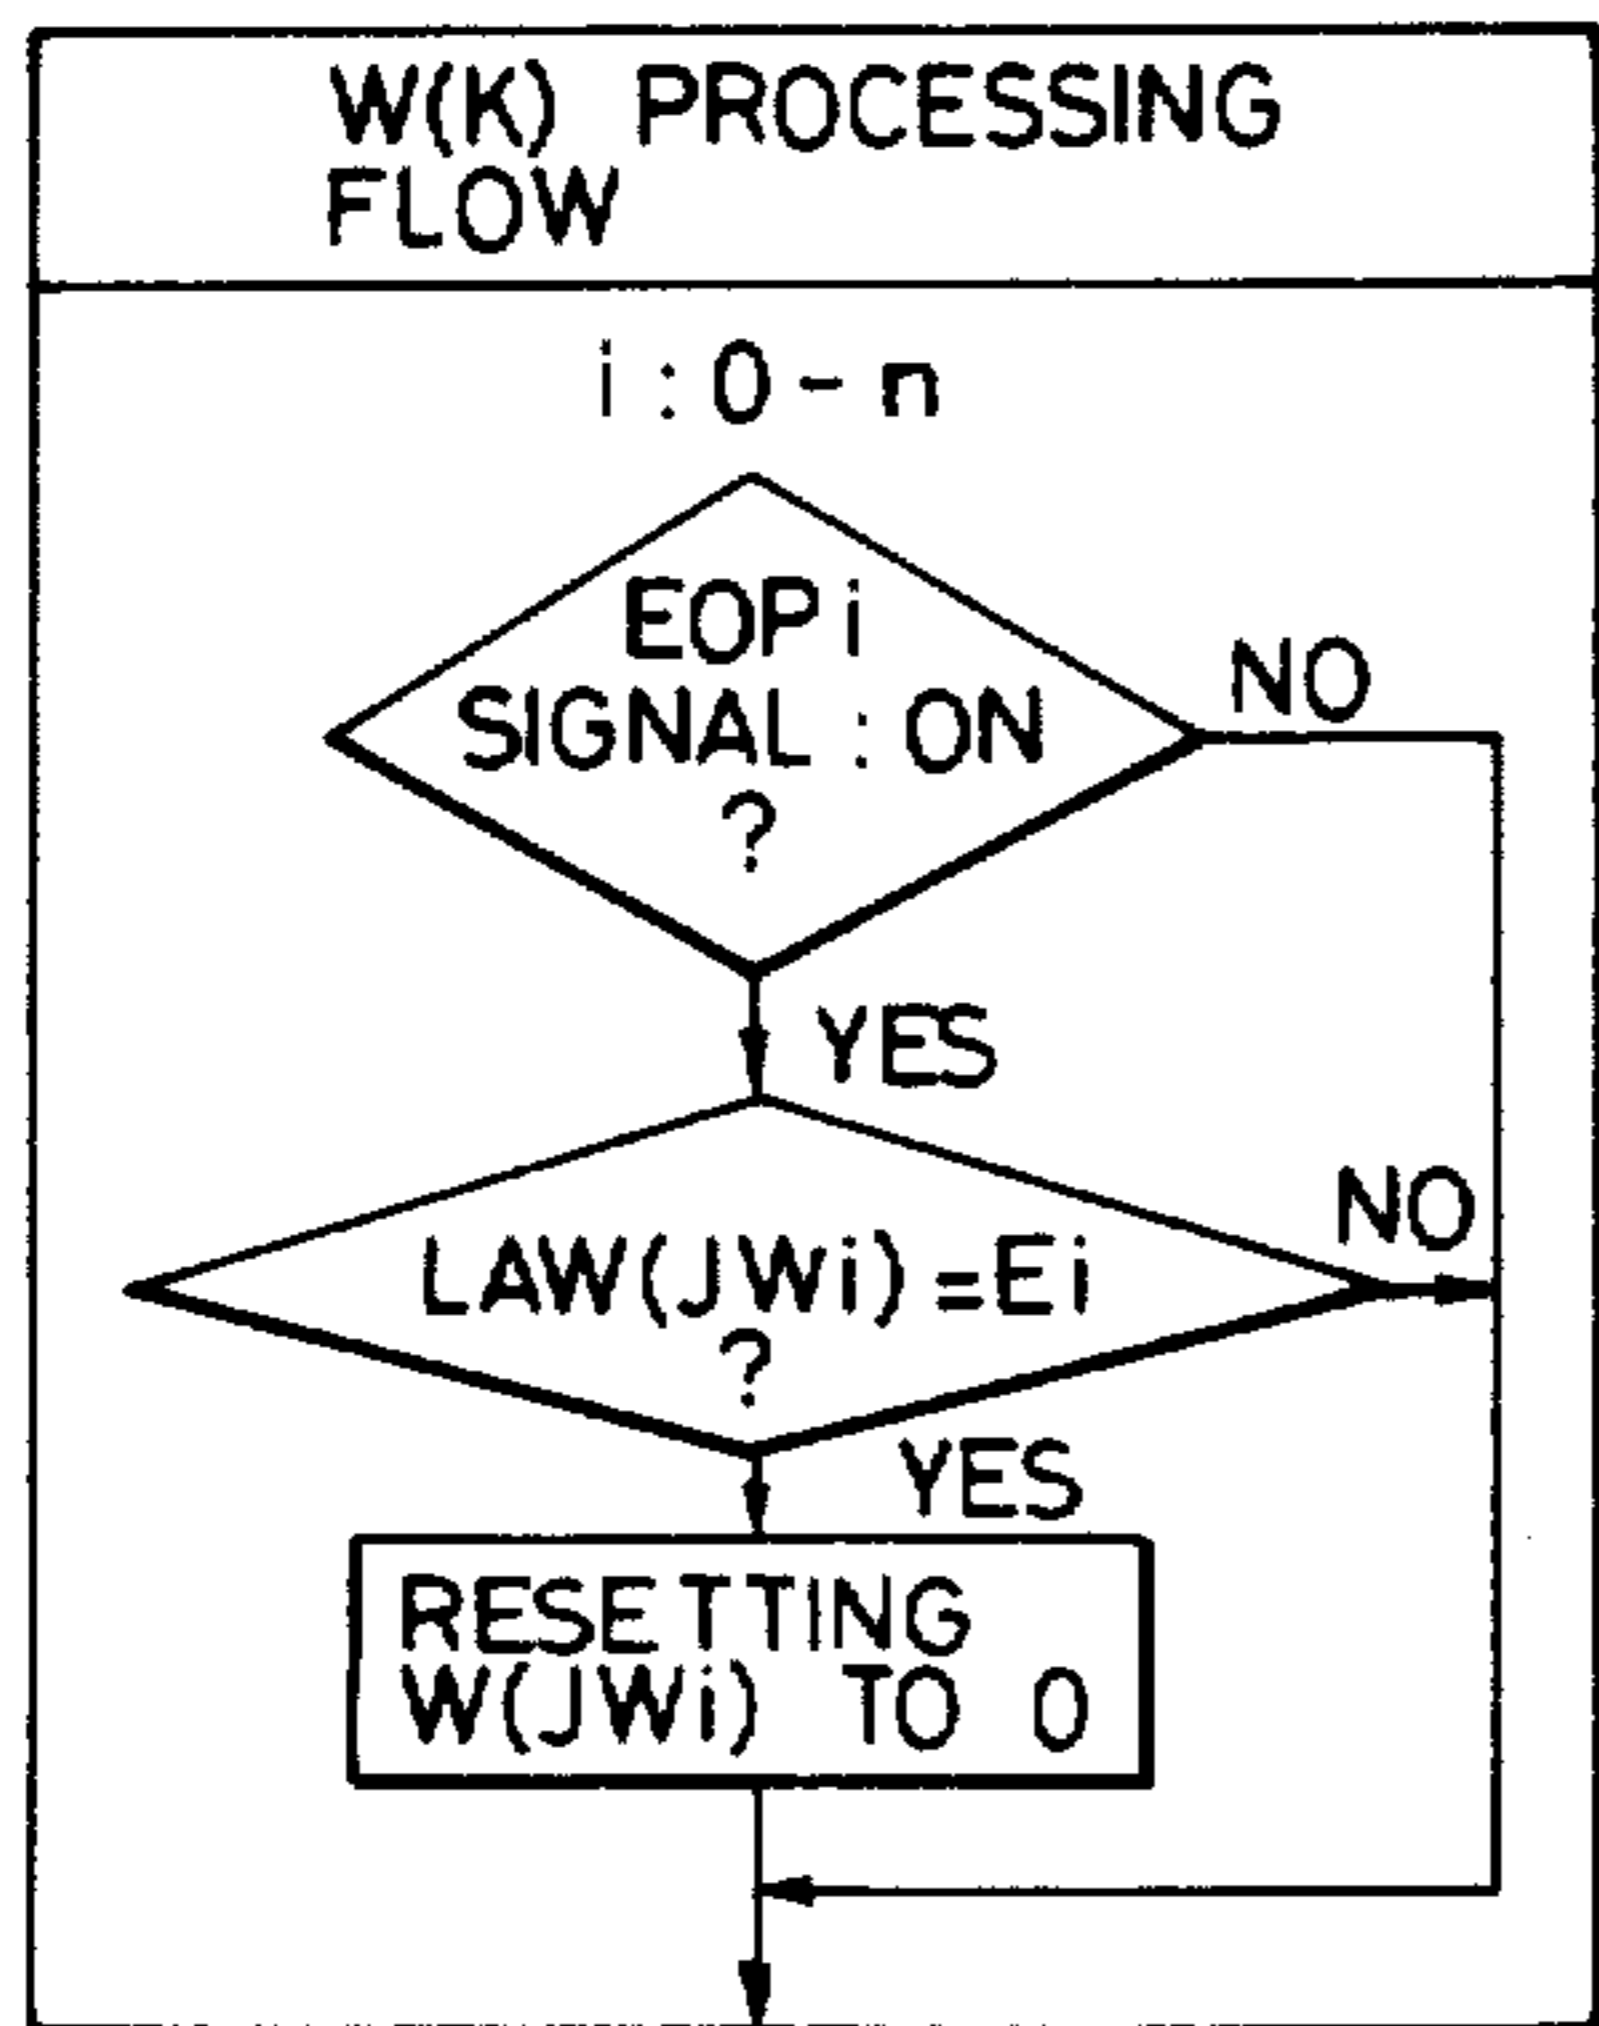 W(K) PROCESSING
FLOW
i : 0 - n
EOP i
SIGNAL : ON
?
NO
YES
LAW(JWi) = Ei
?
NO
YES
RESETTING
W(JWi) TO 0